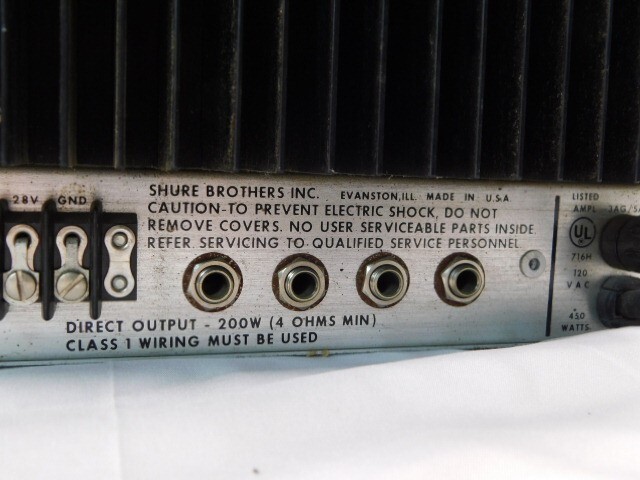 SHURE BROTHERS INC. EVANSTON, ILL. MADE IN U.S.A.
CAUTION-TO PREVENT ELECTRIC SHOCK, DO NOT
REMOVE COVERS. NO USER SERVICEABLE PARTS INSIDE.
REFER SERVICING TO QUALIFIED SERVICE PERSONNEL.
28V GND
DIRECT OUTPUT - 200W (4 OHMS MIN)
CLASS 1 WIRING MUST BE USED
LISTED
AMPL.
UL
716H
120
VAC
450
WATTS